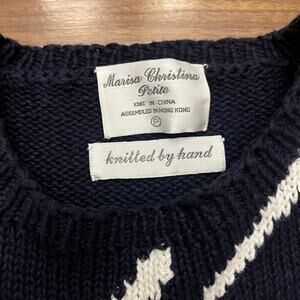 Marisa Christina
Petite
KNIT IN CHINA
ASSEMBLED IN HONG KONG
P
knitted by hand